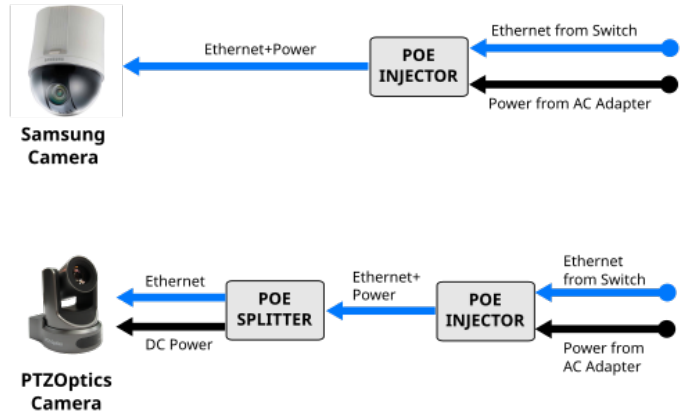 Ethernet+Power
POE
INJECTOR
Ethernet from Switch
Power from AC Adapter
Samsung
Camera
Ethernet
DC Power
POE
SPLITTER
Ethernet+
Power
POE
INJECTOR
Ethernet
from Switch
Power from
AC Adapter
PTZOptics
Camera